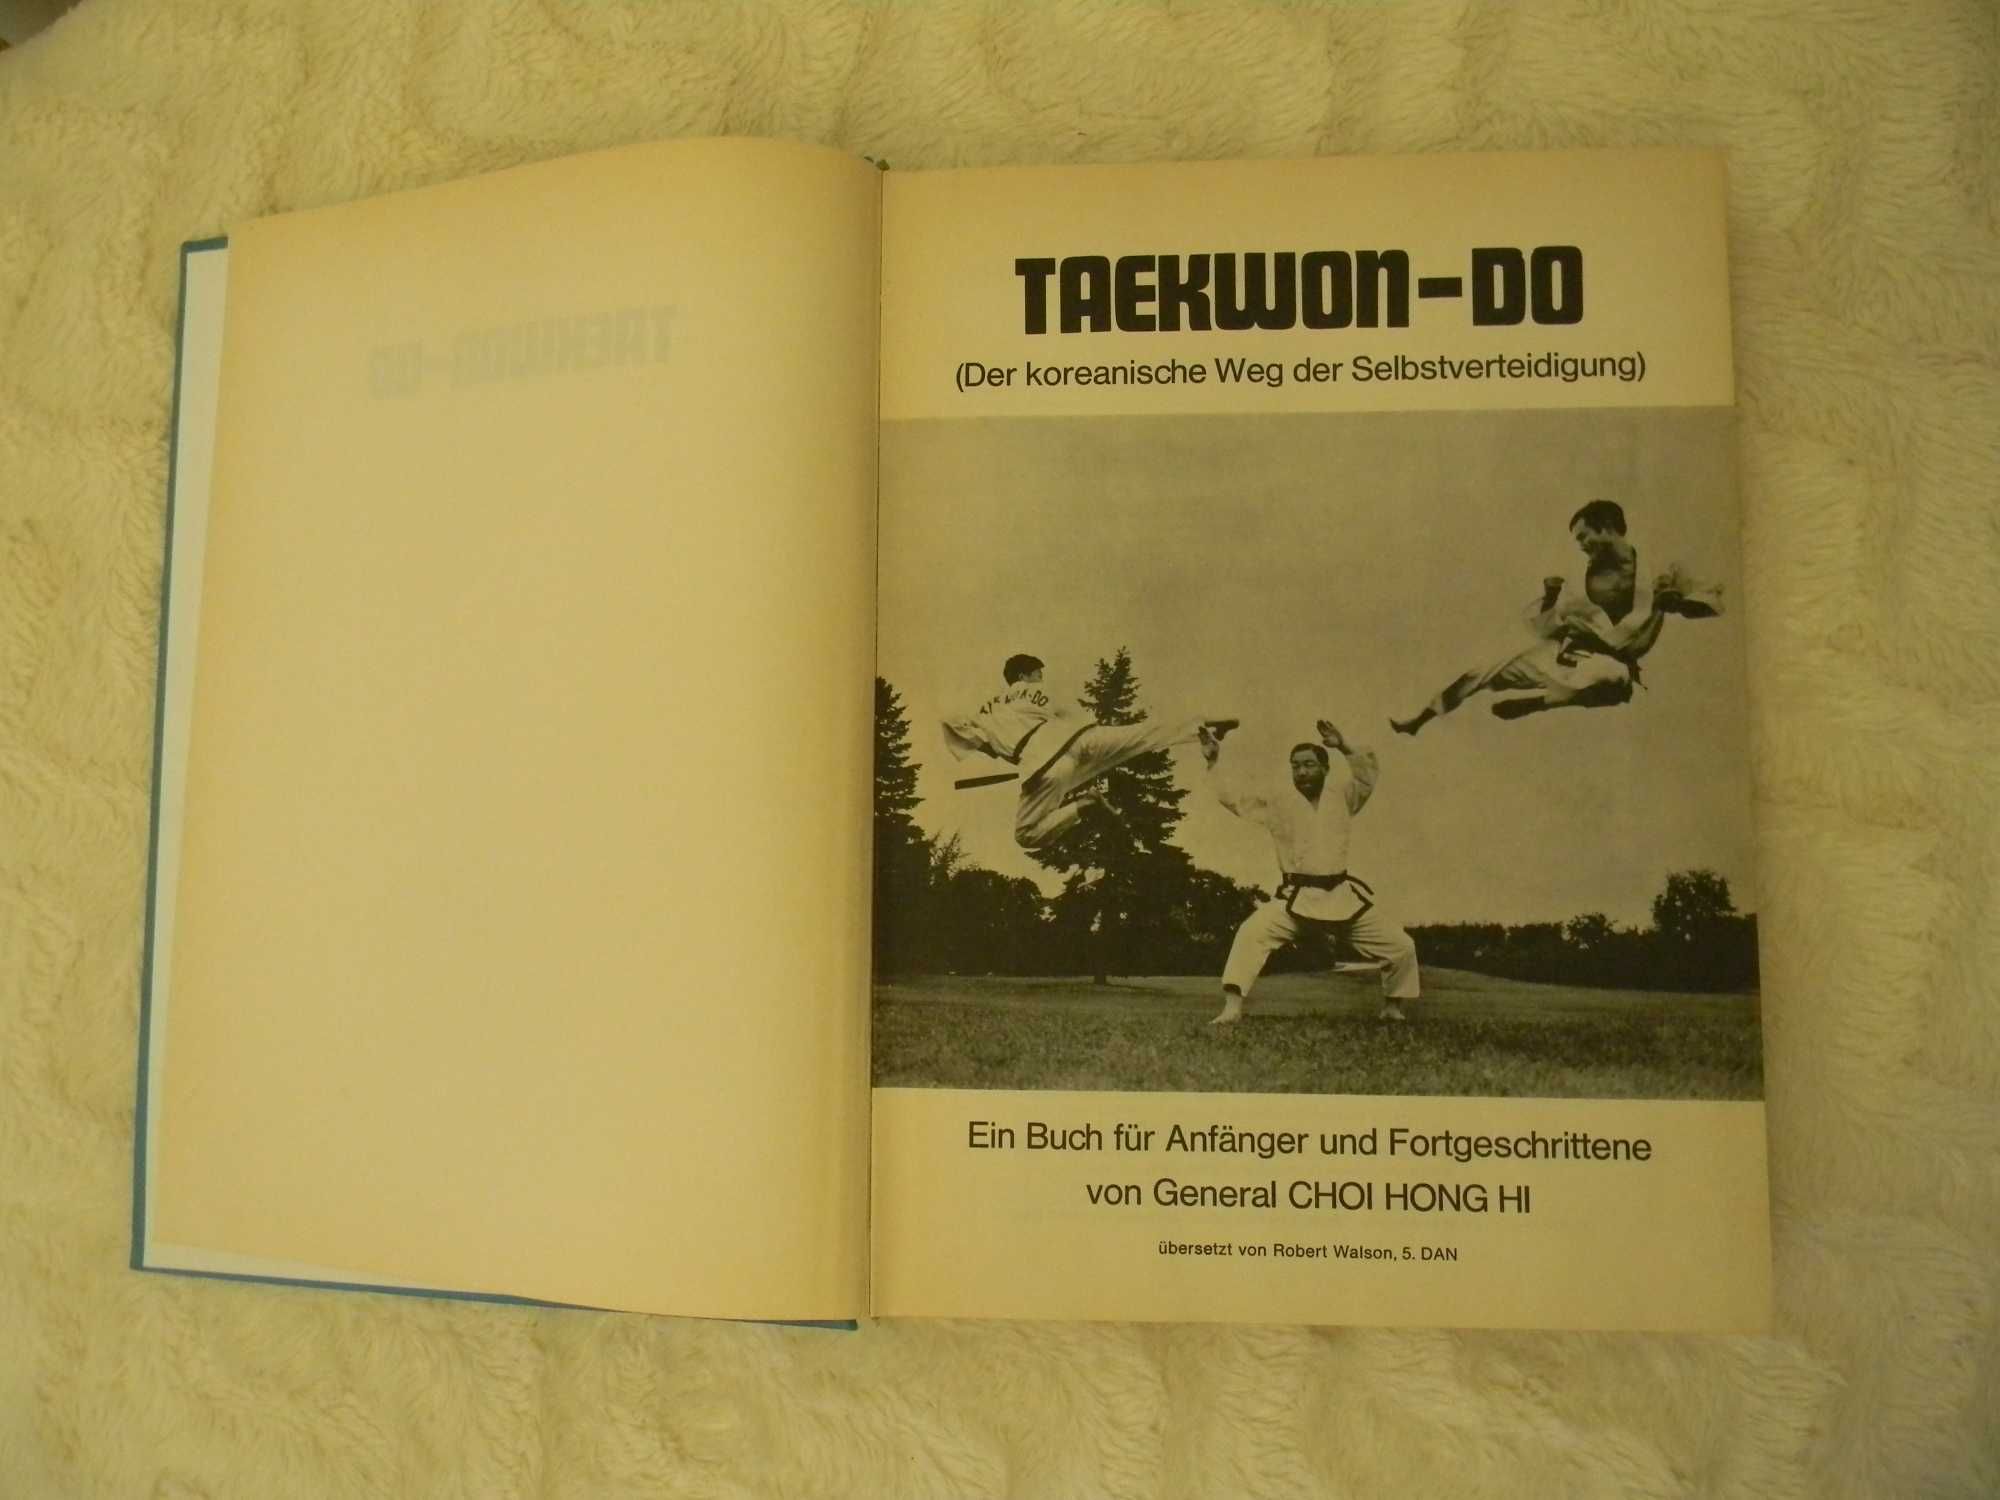 TAEKWON-DO
(Der koreanische Weg der Selbstverteidigung)
Ein Buch für Anfänger und Fortgeschrittene
von General CHOI HONG HI
übersetzt von Robert Walson, 5. DAN